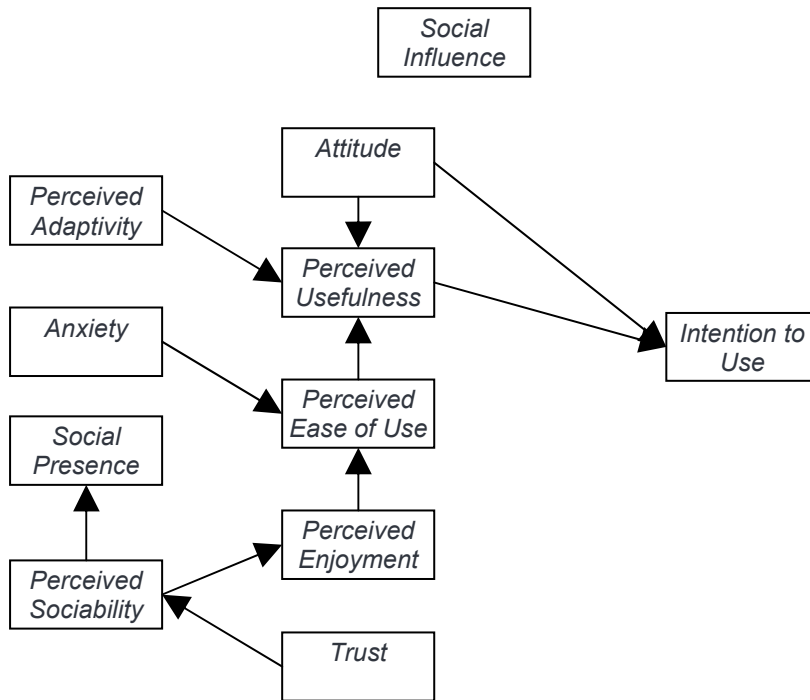 Social
Influence
Attitude
Perceived
Adaptivity
Perceived
Usefulness
Anxiety
Intention to
Use
Perceived
Ease of Use
Social
Presence
Perceived
Enjoyment
Perceived
Sociability
Trust